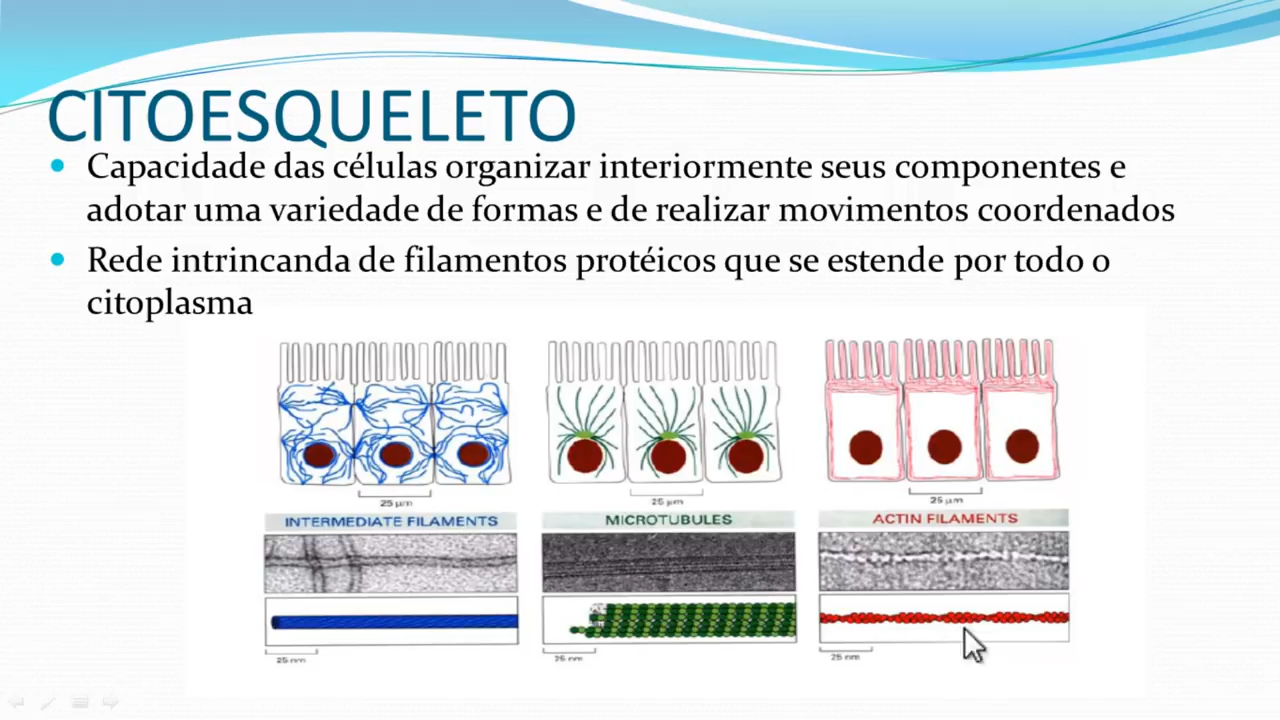 CITOESQUELETO
Capacidade das células organizar interiormente seus componentes e
adotar uma variedade de formas e de realizar movimentos coordenados
Rede intrincanda de filamentos protéicos que se estende por todo o
citoplasma
25 µm
25 µm
25 µm
INTERMEDIATE FILAMENTS
MICROTUBULES
ACTIN FILAMENTS
25 nm
25 nm
25 nm